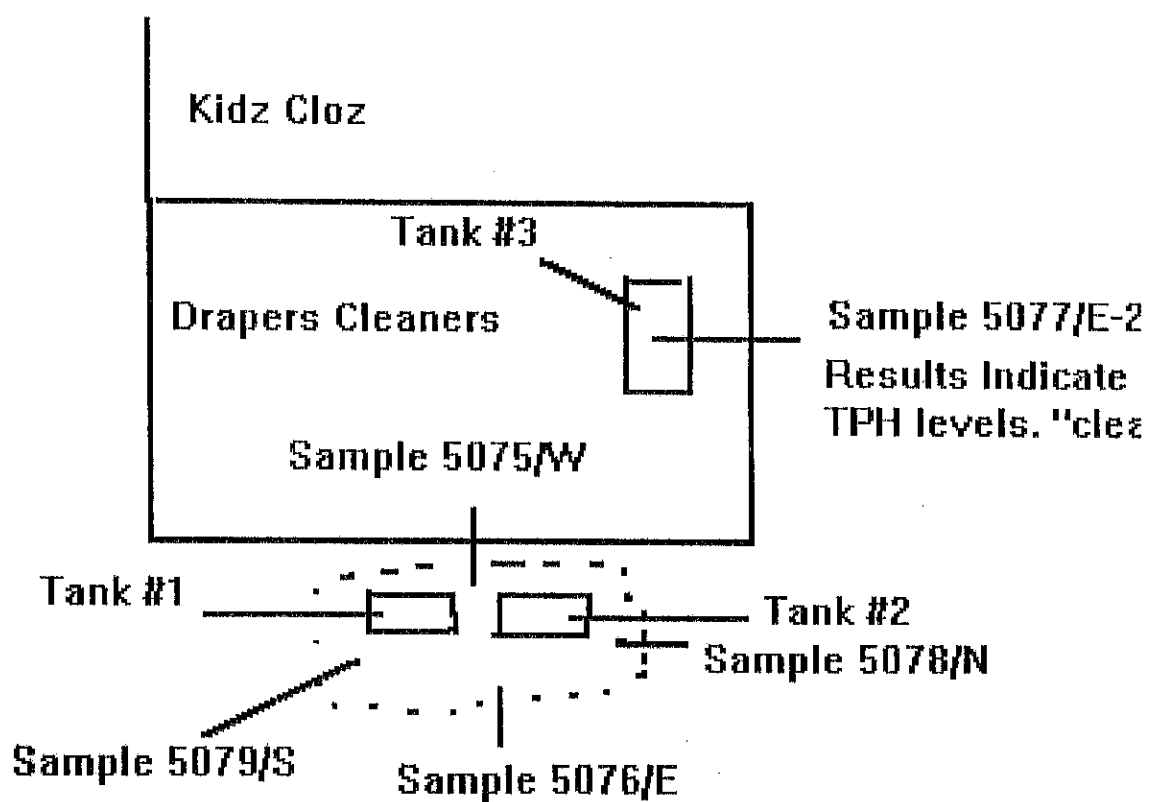 Kidz Cloz
Tank #3
Drapers Cleaners
Sample 5077/E-2
Results Indicate
TPH levels.
Sample 5075/W
Tank #1
Tank #2
Sample 5078/N
Sample 5079/S
Sample 5076/E